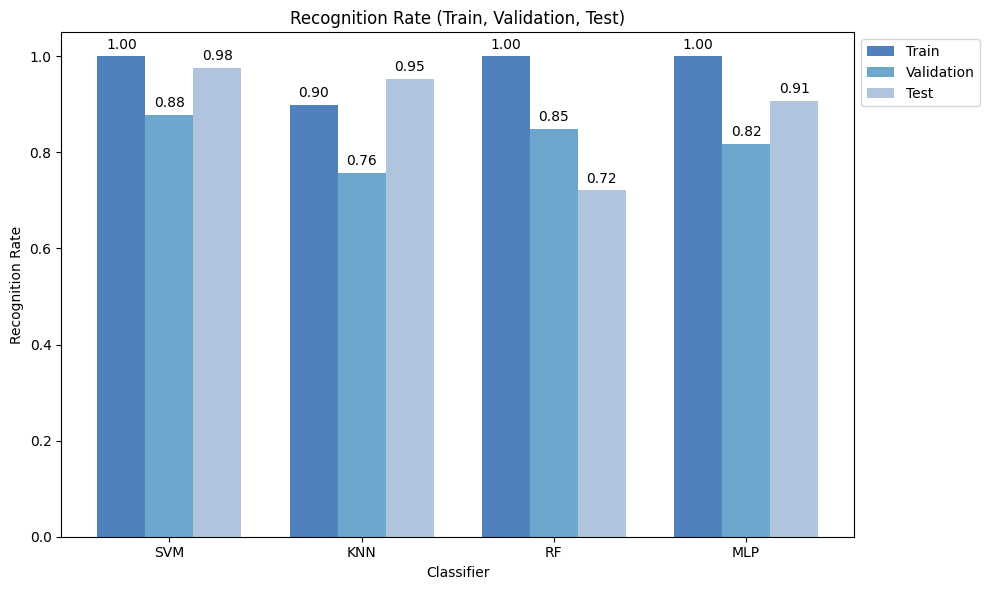 Recognition Rate (Train, Validation, Test)
Train
Validation
Test
1.00
0.88
0.98
0.90
0.76
0.95
1.00
0.85
0.72
1.00
0.82
0.91
Recognition Rate
1.0
0.8
0.6
0.4
0.2
0.0
SVM KNN RF MLP
Classifier